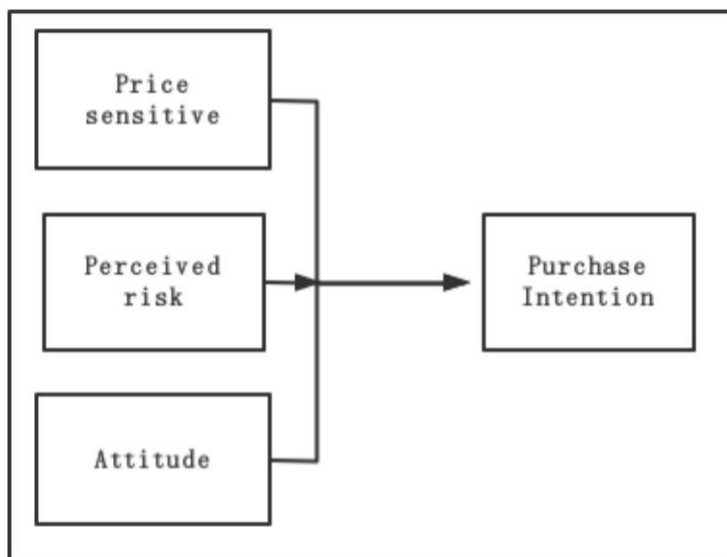 Price
sensitive
Perceived
risk
Purchase
Intention
Attitude